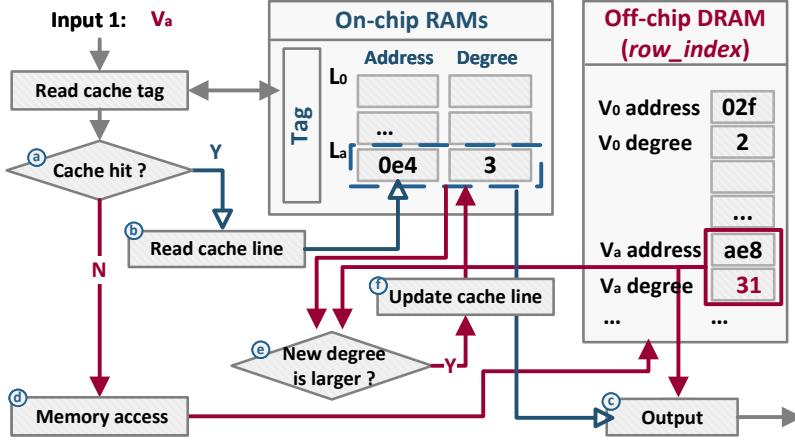 Input 1: Va
On-chip RAMs
Off-chip DRAM
(row_index)
Address Degree
Read cache tag
Tag
L0
...
La
0e4 3
V0 address 02f
V0 degree 2
...
a
Cache hit ?
Y
b
Read cache line
N
Va address ae8
Va degree 31
... ...
f
Update cache line
e
New degree
is larger ?
Y
d
Memory access
c
Output